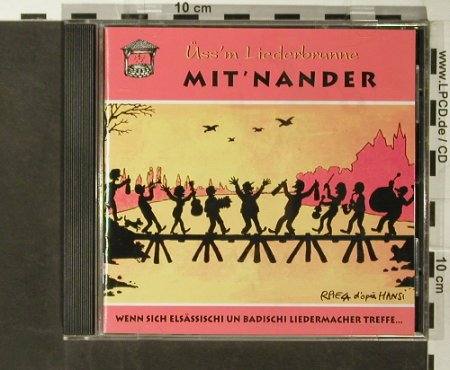 10 cm
Üss'm Liederbrunne
MIT'NANDER
www.LPCD.de / CD
10 cm
RAEA d'après HANSI
WENN SICH ELSÄSSISCHI UN BADISCHI LIEDERMACHER TREFFE...